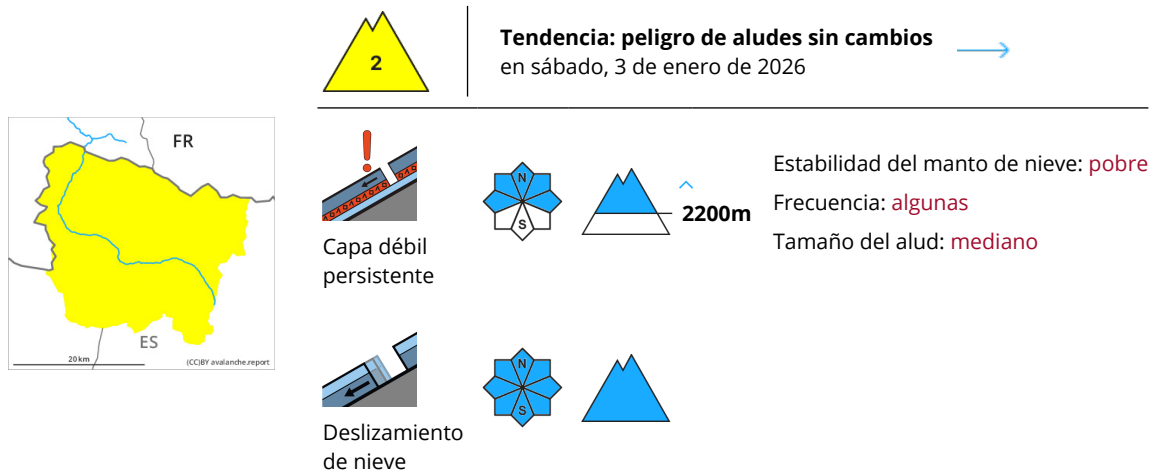 2
Tendencia: peligro de aludes sin cambios
en sábado, 3 de enero de 2026
FR
ES
20 km
(CC)BY avalanche.report
N
S
2200m
Capa débil
persistente
Estabilidad del manto de nieve: pobre
Frecuencia: algunas
Tamaño del alud: mediano
N
S
Deslizamiento
de nieve